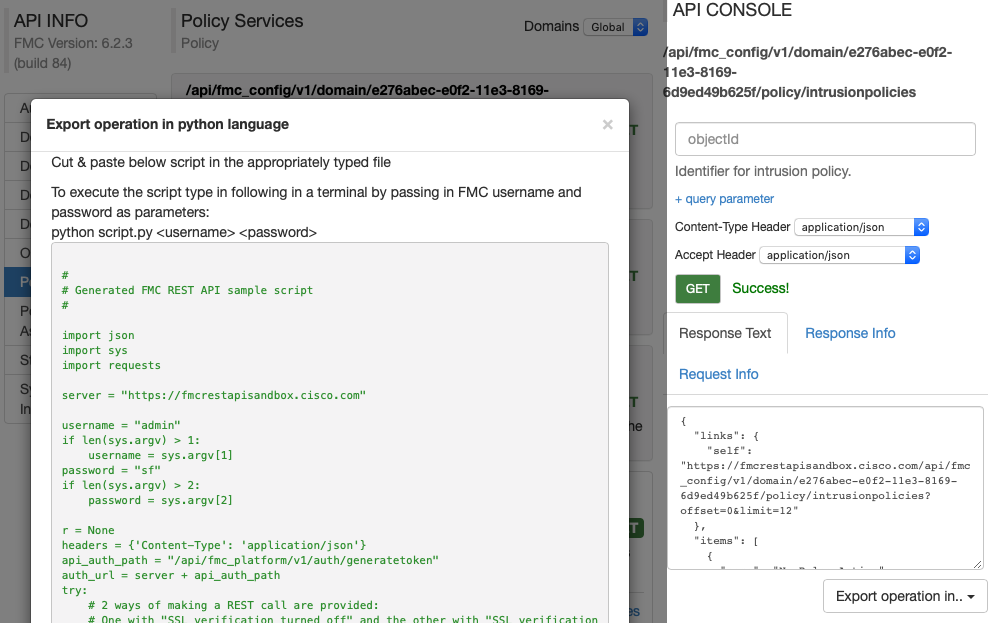 API INFO
FMC Version: 6.2.3
(build 84)
Policy Services
Policy
Domains Global
/api/fmc_config/v1/domain/e276abec-e0f2-11e3-8169-
Export operation in python language
×
Cut & paste below script in the appropriately typed file
To execute the script type in following in a terminal by passing in FMC username and
password as parameters:
python script.py <username> <password>
#
# Generated FMC REST API sample script
#
import json
import sys
import requests
server = "https://fmcrestapisandbox.cisco.com"
username = "admin"
if len(sys.argv) > 1:
    username = sys.argv[1]
password = "sf"
if len(sys.argv) > 2:
    password = sys.argv[2]
r = None
headers = {'Content-Type': 'application/json'}
api_auth_path = "/api/fmc_platform/v1/auth/generatetoken"
auth_url = server + api_auth_path
try:
    # 2 ways of making a REST call are provided:
    # One with "SSL verification turned off" and the other with "SSL verification
API CONSOLE
/api/fmc_config/v1/domain/e276abec-e0f2-
11e3-8169-
6d9ed49b625f/policy/intrusionpolicies
objectId
Identifier for intrusion policy.
+ query parameter
Content-Type Header application/json
Accept Header application/json
GET Success!
Response Text Response Info
Request Info
{
  "links": {
    "self":
"https://fmcrestapisandbox.cisco.com/api/fmc
_config/v1/domain/e276abec-e0f2-11e3-8169-
6d9ed49b625f/policy/intrusionpolicies?
offset=0&limit=12"
  },
  "items": [
    {
Export operation in..